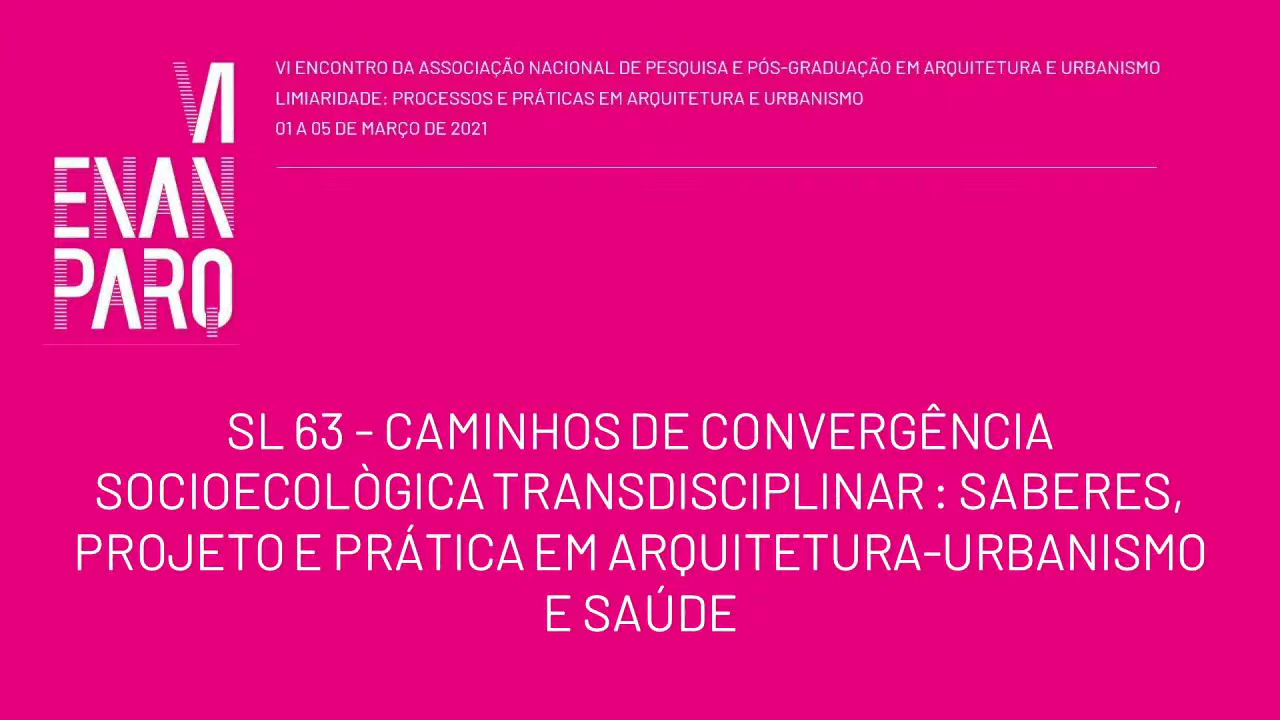 VI
ENAN
PARQ
VI ENCONTRO DA ASSOCIAÇÃO NACIONAL DE PESQUISA E PÓS-GRADUAÇÃO EM ARQUITETURA E URBANISMO
LIMIARIDADE: PROCESSOS E PRÁTICAS EM ARQUITETURA E URBANISMO
01 A 05 DE MARÇO DE 2021
SL 63 - CAMINHOS DE CONVERGÊNCIA
SOCIOECOLÒGICA TRANSDISCIPLINAR : SABERES,
PROJETO E PRÁTICA EM ARQUITETURA-URBANISMO
E SAÚDE